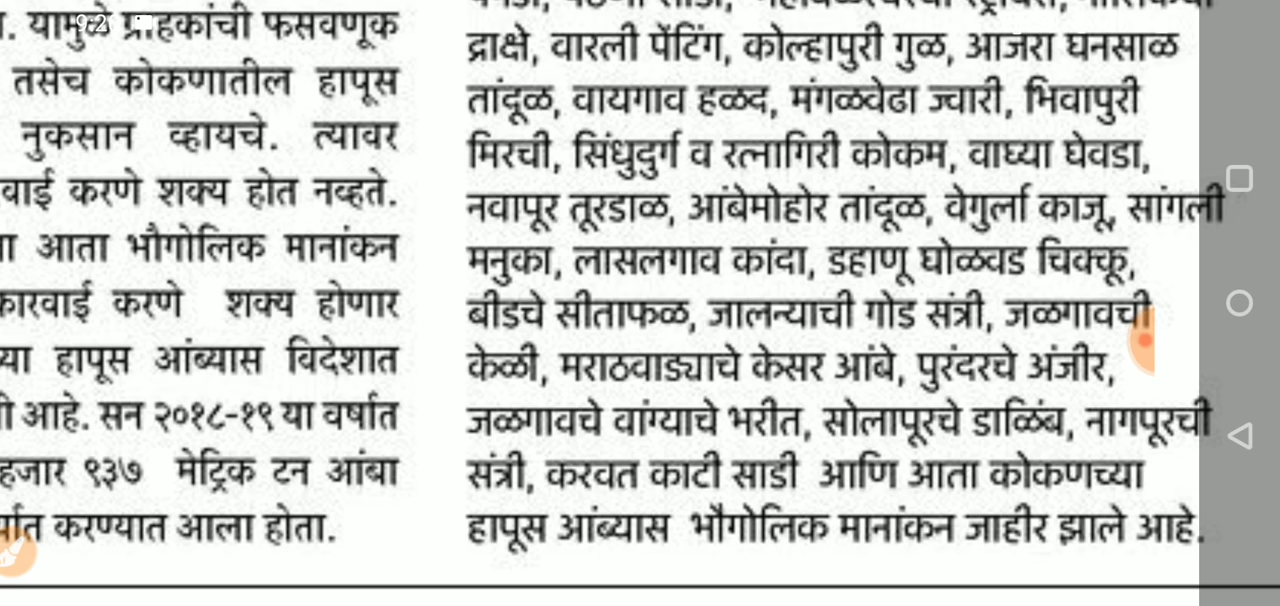 यामुळे ग्राहकांची फसवणूक
तसेच कोकणातील हापूस
नुकसान व्हायचे. त्यावर
करणे शक्य होत नव्हते.
आता भौगोलिक मानांकन
कारवाई करणे शक्य होणार
हापूस आंब्यास विदेशात
आहे. सन २०१८-१९ या वर्षात
हजार ९३७ मेट्रिक टन आंबा
करण्यात आला होता.
द्राक्षे, वारली पेंटिंग, कोल्हापुरी गुळ, आजरा घनसाळ
तांदूळ, वायगाव हळद, मंगळवेढा ज्वारी, भिवापुरी
मिरची, सिंधुदुर्ग व रत्नागिरी कोकम, वाघ्या घेवडा,
नवापूर तूरडाळ, आंबेमोहोर तांदूळ, वेगुर्ला काजू, सांगली
मनुका, लासलगाव कांदा, डहाणू घोळवड चिक्कू,
बीडचे सीताफळ, जालन्याची गोड संत्री, जळगावची
केळी, मराठवाड्याचे केसर आंबे, पुरंदरचे अंजीर,
जळगावचे वांग्याचे भरीत, सोलापूरचे डाळिंब, नागपूरची
संत्री, करवत काटी साडी आणि आता कोकणच्या
हापूस आंब्यास भौगोलिक मानांकन जाहीर झाले आहे.